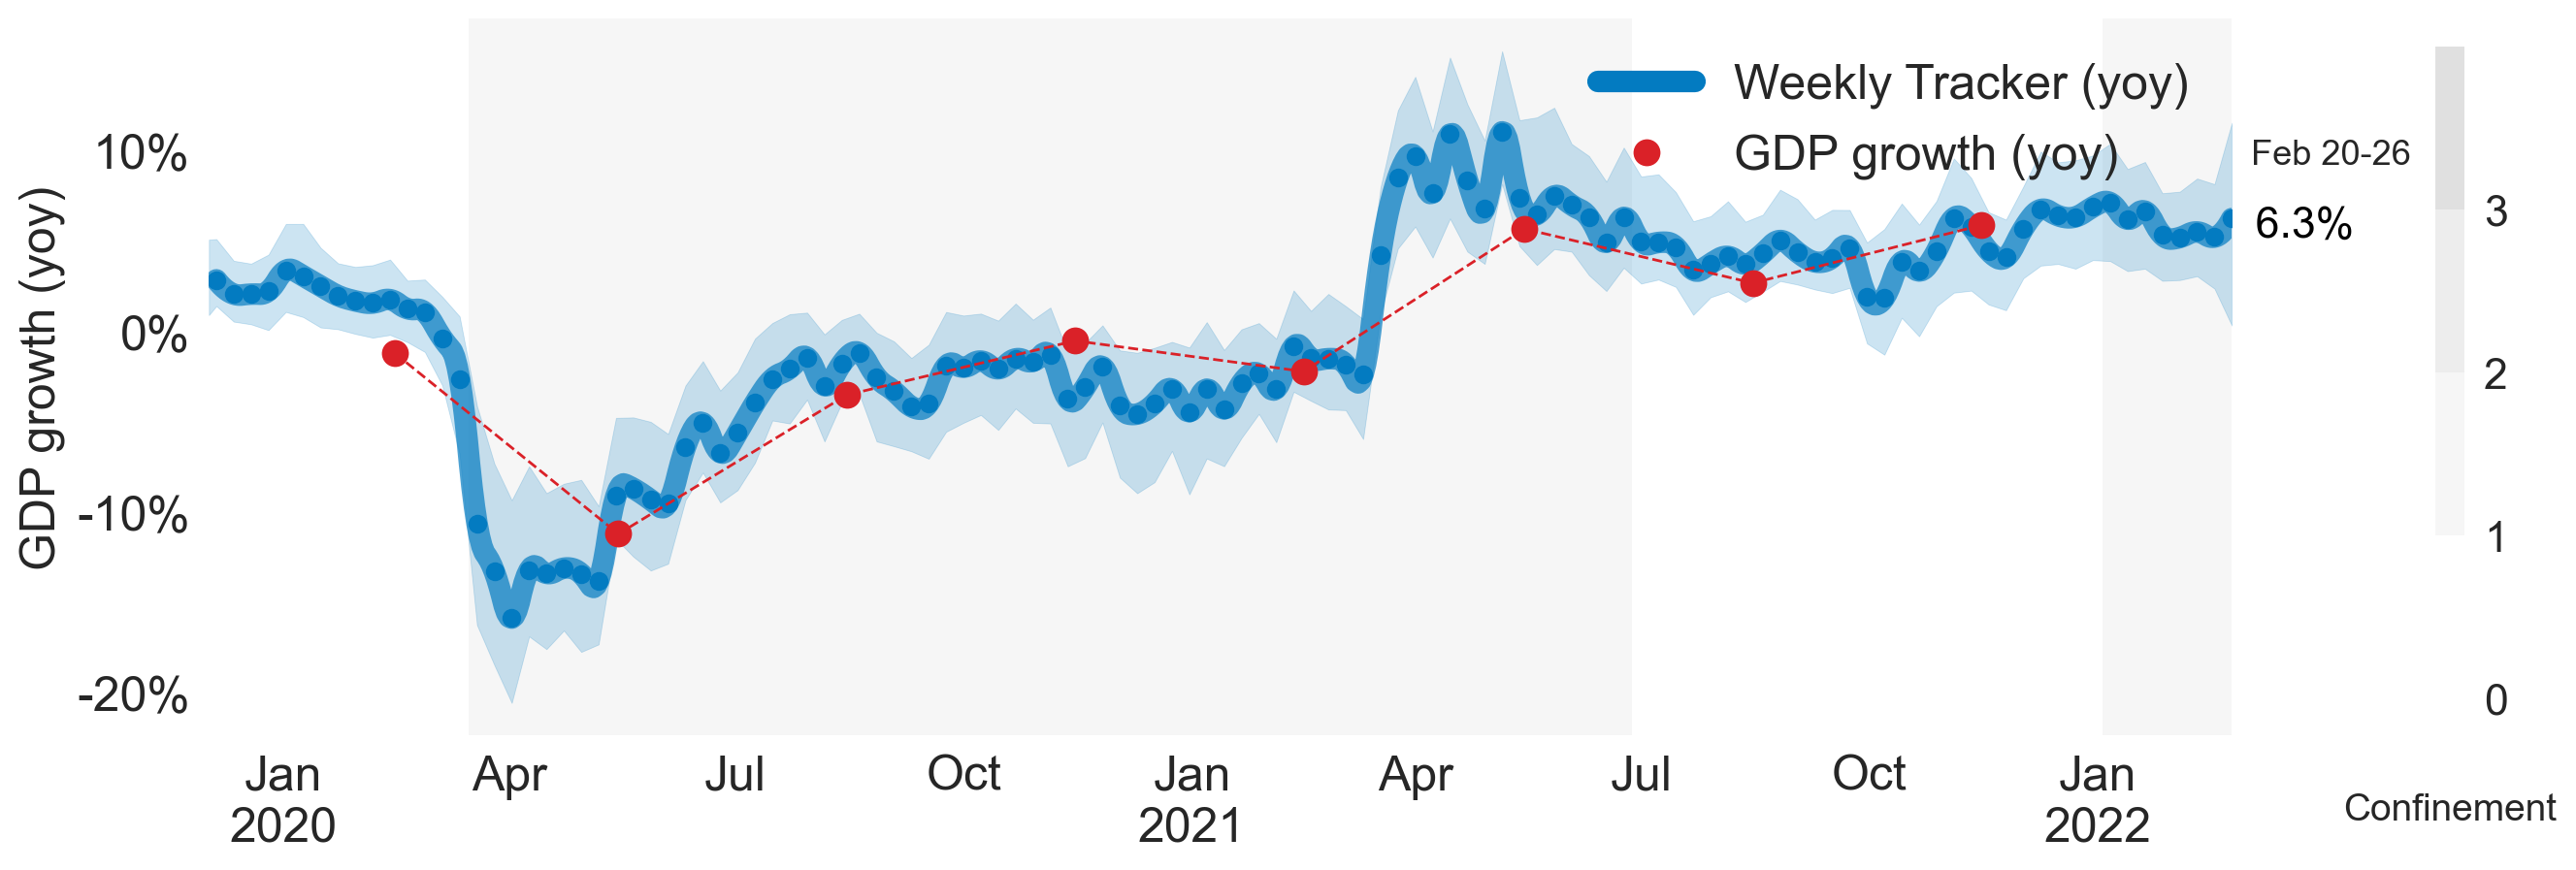 Weekly Tracker (yoy)
GDP growth (yoy)
GDP growth (yoy)
10%
0%
-10%
-20%
Jan
2020
Apr
Jul
Oct
Jan
2021
Apr
Jul
Oct
Jan
2022
Feb 20-26
6.3%
3
2
1
0
Confinement